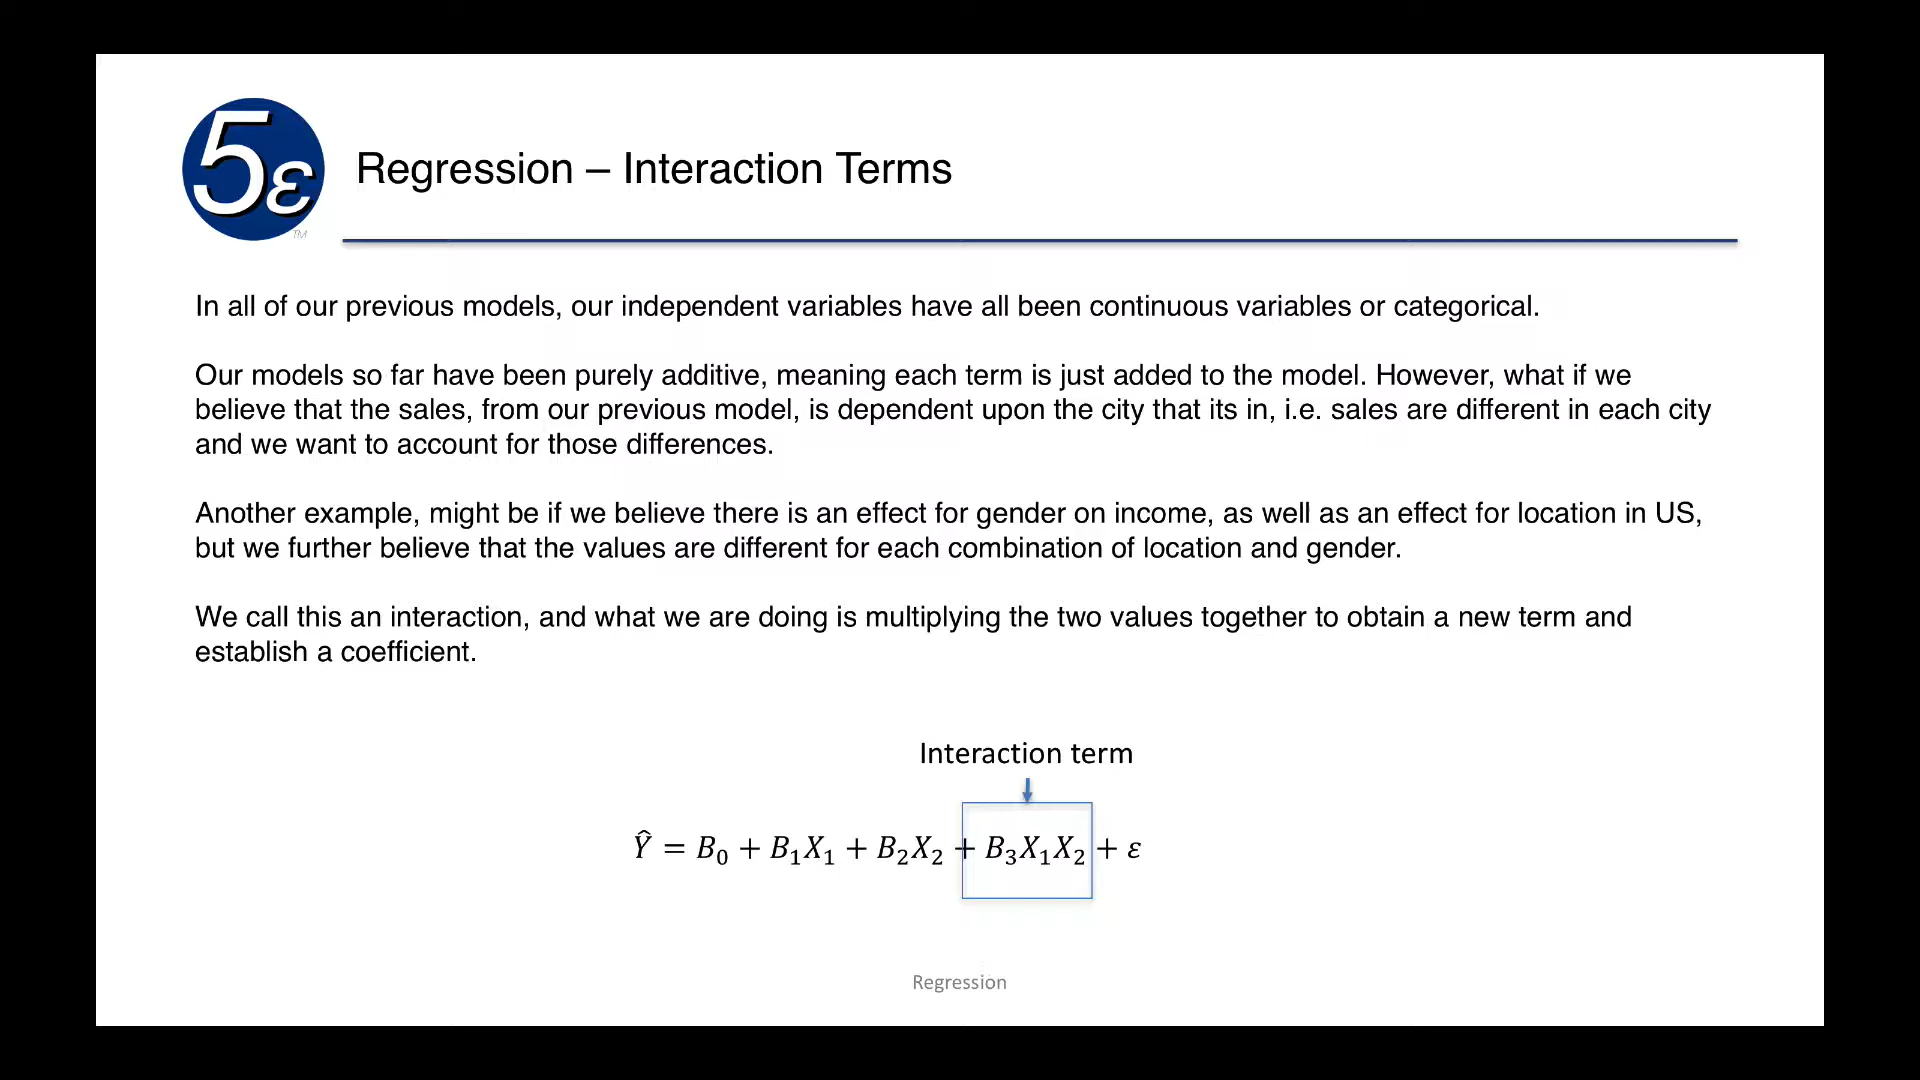 5ε
TM
Regression – Interaction Terms
In all of our previous models, our independent variables have all been continuous variables or categorical.
Our models so far have been purely additive, meaning each term is just added to the model. However, what if we
believe that the sales, from our previous model, is dependent upon the city that its in, i.e. sales are different in each city
and we want to account for those differences.
Another example, might be if we believe there is an effect for gender on income, as well as an effect for location in US,
but we further believe that the values are different for each combination of location and gender.
We call this an interaction, and what we are doing is multiplying the two values together to obtain a new term and
establish a coefficient.
Interaction term
Ŷ = B₀ + B₁X₁ + B₂X₂ + B₃X₁X₂ + ε
Regression